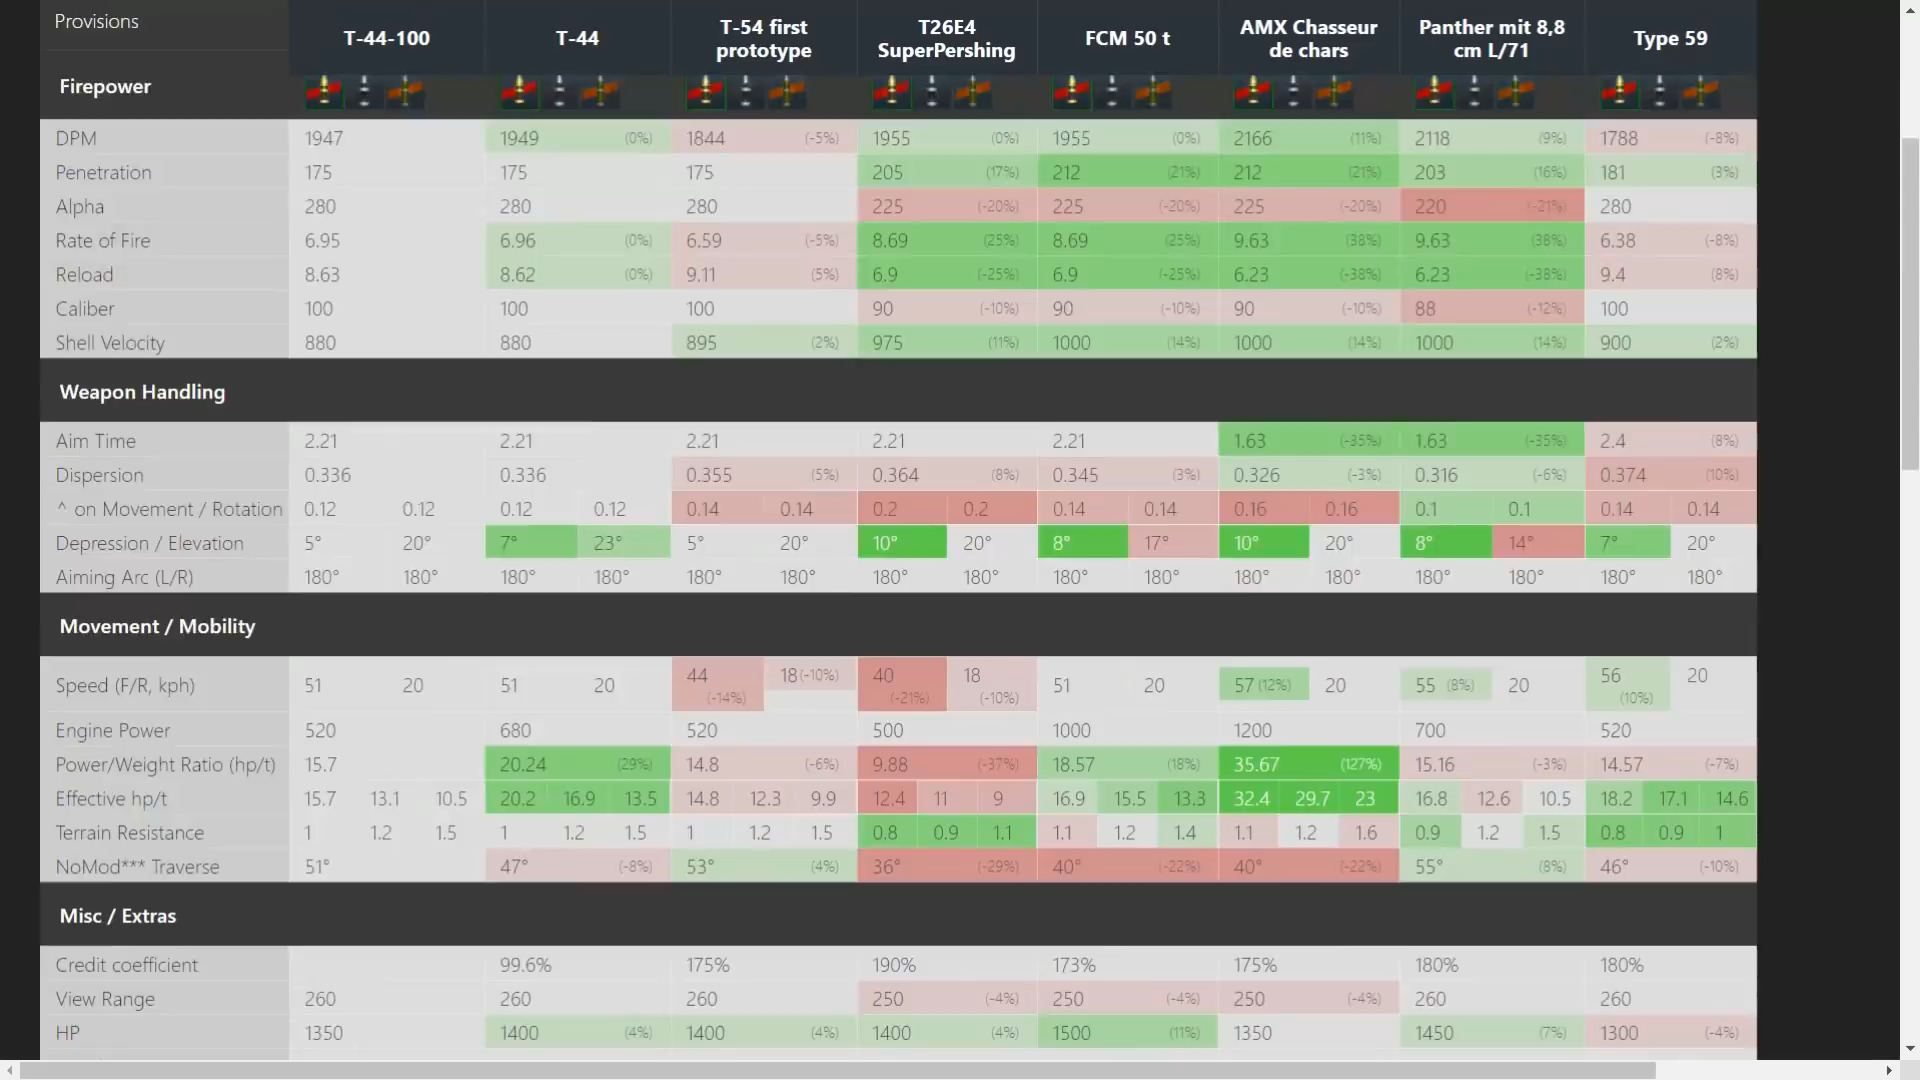 Provisions
T-44-100 T-44 T-54 first prototype T26E4 SuperPershing FCM 50 t AMX Chasseur de chars Panther mit 8,8 cm L/71 Type 59
Firepower
DPM 1947 1949 (0%) 1844 (-5%) 1955 (0%) 1955 (0%) 2166 (11%) 2118 (9%) 1788 (-8%)
Penetration 175 175 175 205 (17%) 212 (21%) 212 (21%) 203 (16%) 181 (3%)
Alpha 280 280 280 225 (-20%) 225 (-20%) 225 (-20%) 220 (-21%) 280
Rate of Fire 6.95 6.96 (0%) 6.59 (-5%) 8.69 (25%) 8.69 (25%) 9.63 (38%) 9.63 (38%) 6.38 (-8%)
Reload 8.63 8.62 (0%) 9.11 (5%) 6.9 (-25%) 6.9 (-25%) 6.23 (-38%) 6.23 (-38%) 9.4 (8%)
Caliber 100 100 100 90 (-10%) 90 (-10%) 90 (-10%) 88 (-12%) 100
Shell Velocity 880 880 895 (2%) 975 (11%) 1000 (14%) 1000 (14%) 1000 (14%) 900 (2%)
Weapon Handling
Aim Time 2.21 2.21 2.21 2.21 2.21 1.63 (-35%) 1.63 (-35%) 2.4 (8%)
Dispersion 0.336 0.336 0.355 (5%) 0.364 (8%) 0.345 (3%) 0.326 (-3%) 0.316 (-6%) 0.374 (10%)
^ on Movement / Rotation 0.12 0.12 0.12 0.12 0.14 0.14 0.2 0.2 0.14 0.14 0.16 0.16 0.1 0.1 0.14 0.14
Depression / Elevation 5° 20° 7° 23° 5° 20° 10° 20° 8° 17° 10° 20° 8° 14° 7° 20°
Aiming Arc (L/R) 180° 180° 180° 180° 180° 180° 180° 180° 180° 180° 180° 180° 180° 180° 180° 180°
Movement / Mobility
Speed (F/R, kph) 51 20 51 20 44 (-14%) 18 (-10%) 40 (-21%) 18 (-10%) 51 20 57 (12%) 20 55 (8%) 20 56 (10%) 20
Engine Power 520 680 520 500 1000 1200 700 520
Power/Weight Ratio (hp/t) 15.7 20.24 (29%) 14.8 (-6%) 9.88 (-37%) 18.57 (18%) 35.67 (127%) 15.16 (-3%) 14.57 (-7%)
Effective hp/t 15.7 13.1 10.5 20.2 16.9 13.5 14.8 12.3 9.9 12.4 11 9 16.9 15.5 13.3 32.4 29.7 23 16.8 12.6 10.5 18.2 17.1 14.6
Terrain Resistance 1 1.2 1.5 1 1.2 1.5 1 1.2 1.5 0.8 0.9 1.1 1.1 1.2 1.4 1.1 1.2 1.6 0.9 1.2 1.5 0.8 0.9 1
NoMod*** Traverse 51° 47° (-8%) 53° (4%) 36° (-29%) 40° (-22%) 40° (-22%) 55° (8%) 46° (-10%)
Misc / Extras
Credit coefficient 99.6% 175% 190% 173% 175% 180% 180%
View Range 260 260 260 250 (-4%) 250 (-4%) 250 (-4%) 260 260
HP 1350 1400 (4%) 1400 (4%) 1400 (4%) 1500 (11%) 1350 1450 (7%) 1300 (-4%)